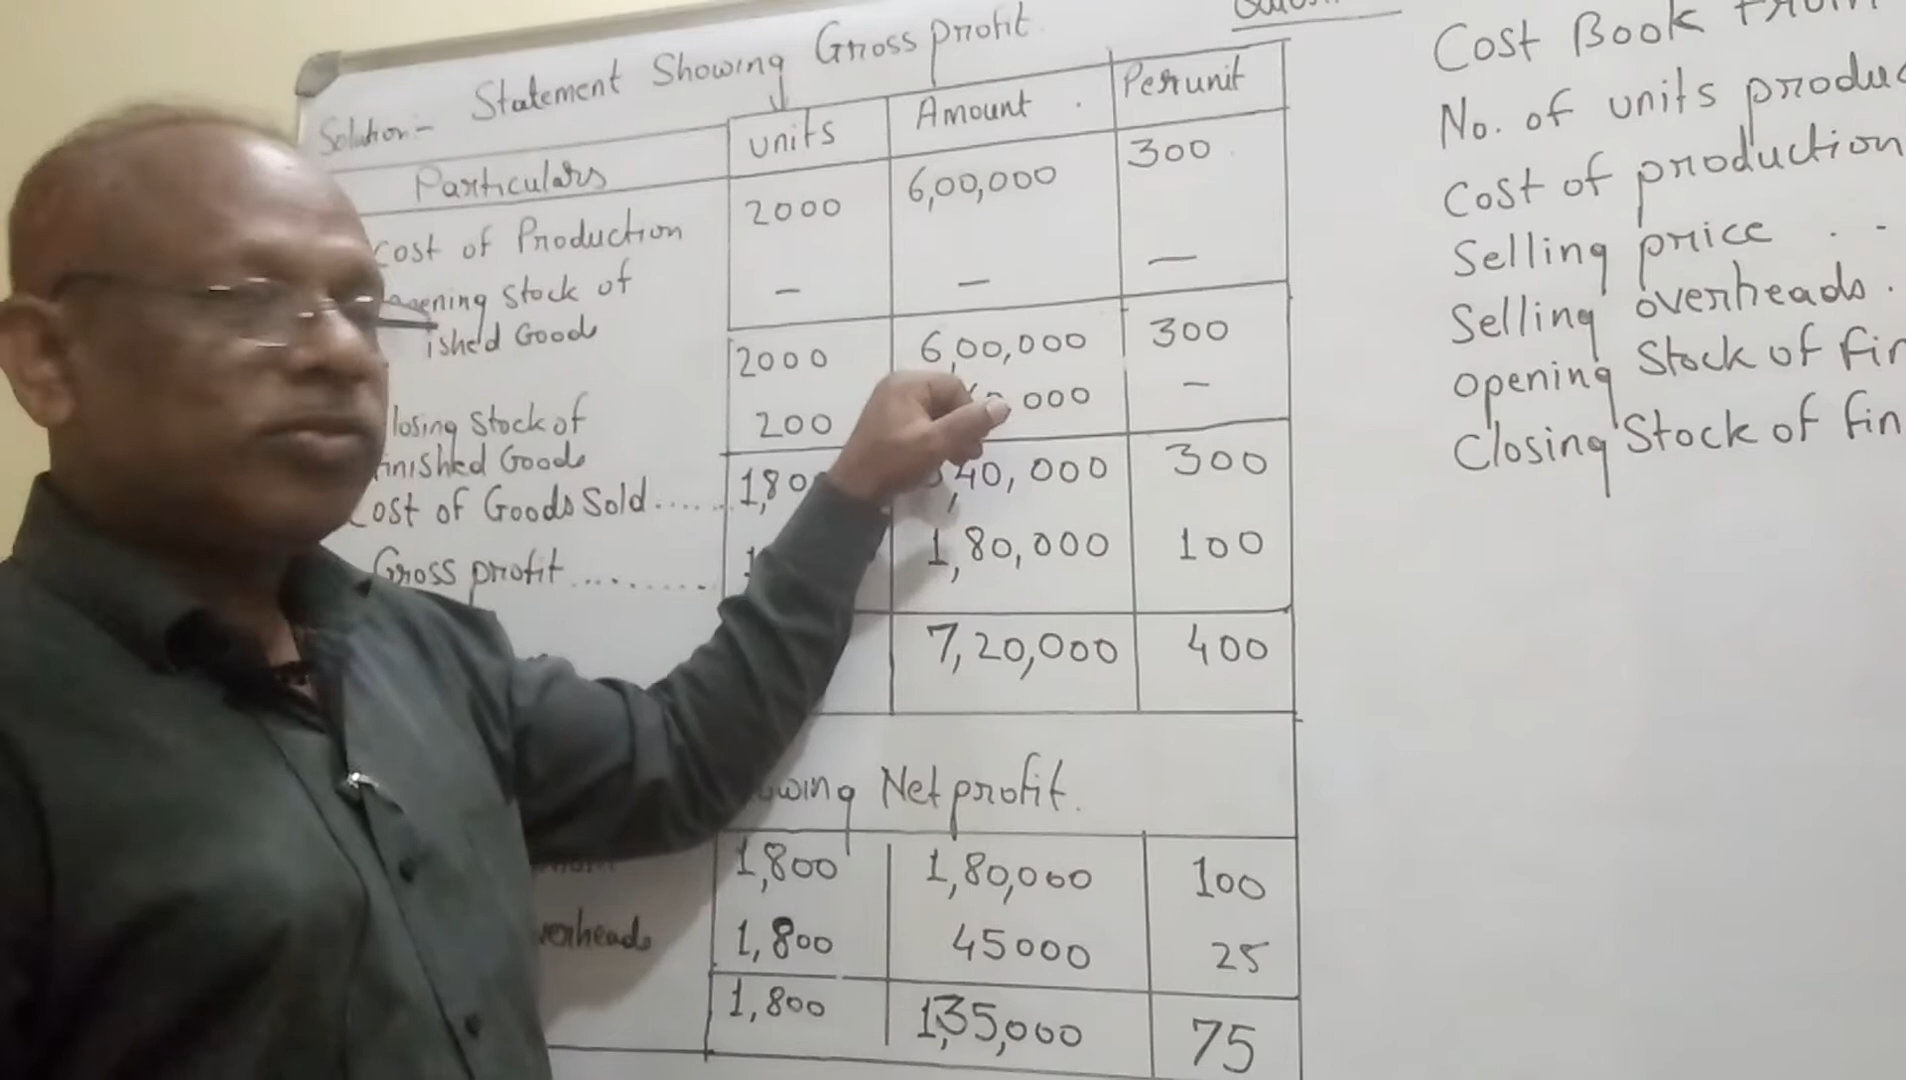 Solution:- Statement Showing Gross profit
Particulars units Amount Per unit
Cost of Production 2000 6,00,000 300
Stock of — — —
Good
2000 6,00,000 300
Stock of 200 000 —
Goods
Cost of Goods Sold...... 40,000 300
Gross profit......... 1,80,000 100
7,20,000 400
Net profit.
1,800 1,80,000 100
1,800 45000 25
1,800 1,35,000 75
Cost Book
No. of units
Cost of production
Selling price . .
Selling overheads .
opening Stock of
Closing Stock of